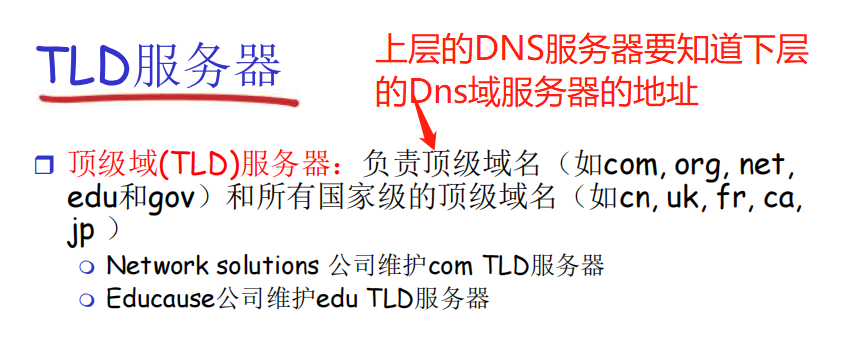 TLD服务器
上层的DNS服务器要知道下层
的Dns域服务器的地址
顶级域(TLD)服务器：负责顶级域名（如com, org, net,
edu和gov）和所有国家级的顶级域名（如cn, uk, fr, ca,
jp ）
Network solutions 公司维护com TLD服务器
Educause公司维护edu TLD服务器